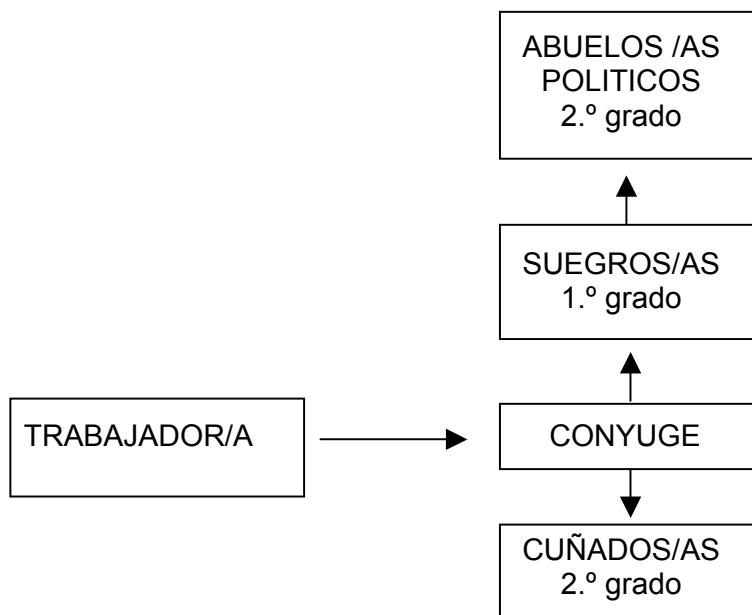 ABUELOS /AS
POLITICOS
2.º grado
SUEGROS/AS
1.º grado
TRABAJADOR/A
CONYUGE
CUÑADOS/AS
2.º grado